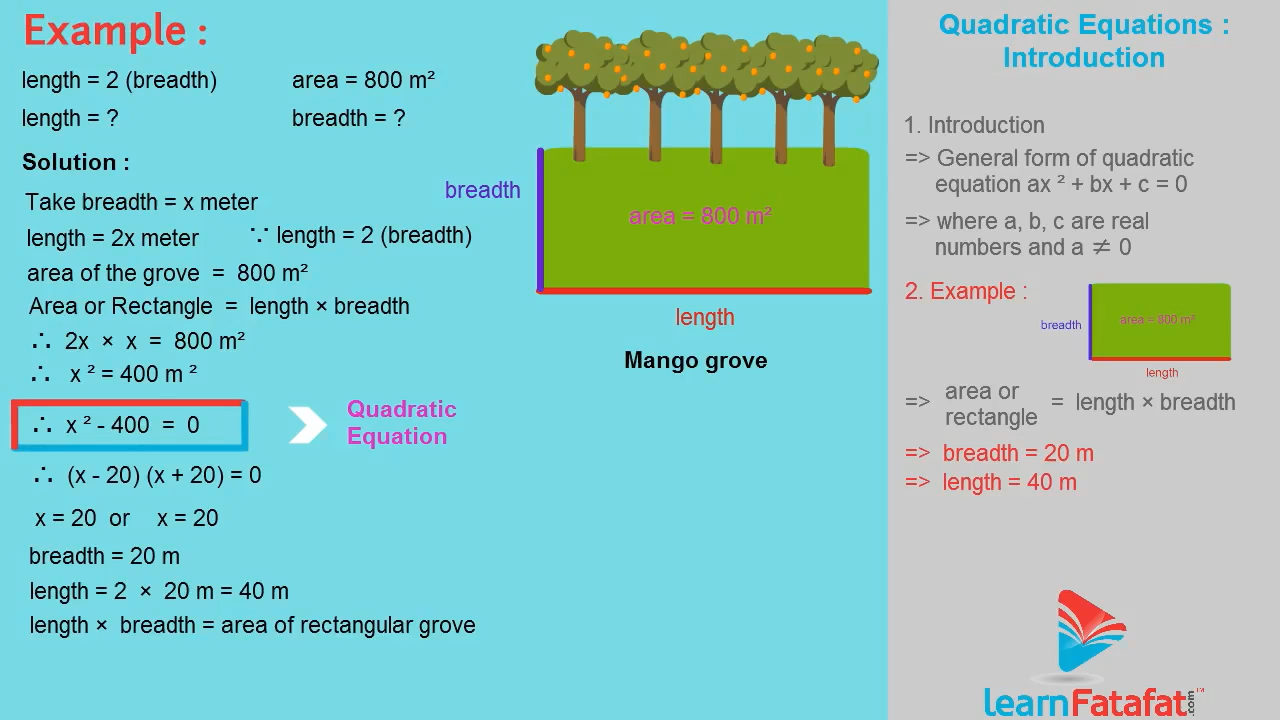 Example :
length = 2 (breadth) area = 800 m²
length = ? breadth = ?
Solution :
Take breadth = x meter
length = 2x meter ∵ length = 2 (breadth)
area of the grove = 800 m²
Area or Rectangle = length × breadth
∴ 2x × x = 800 m²
∴ x ² = 400 m ²
∴ x ² - 400 = 0
Quadratic
Equation
∴ (x - 20) (x + 20) = 0
x = 20 or x = 20
breadth = 20 m
length = 2 × 20 m = 40 m
length × breadth = area of rectangular grove
breadth
area = 800 m²
length
Mango grove
Quadratic Equations :
Introduction
1. Introduction
=> General form of quadratic
equation ax ² + bx + c = 0
=> where a, b, c are real
numbers and a ≠ 0
2. Example :
breadth
area = 800 m²
length
=> area or
rectangle = length × breadth
=> breadth = 20 m
=> length = 40 m
learnFatafat.com™